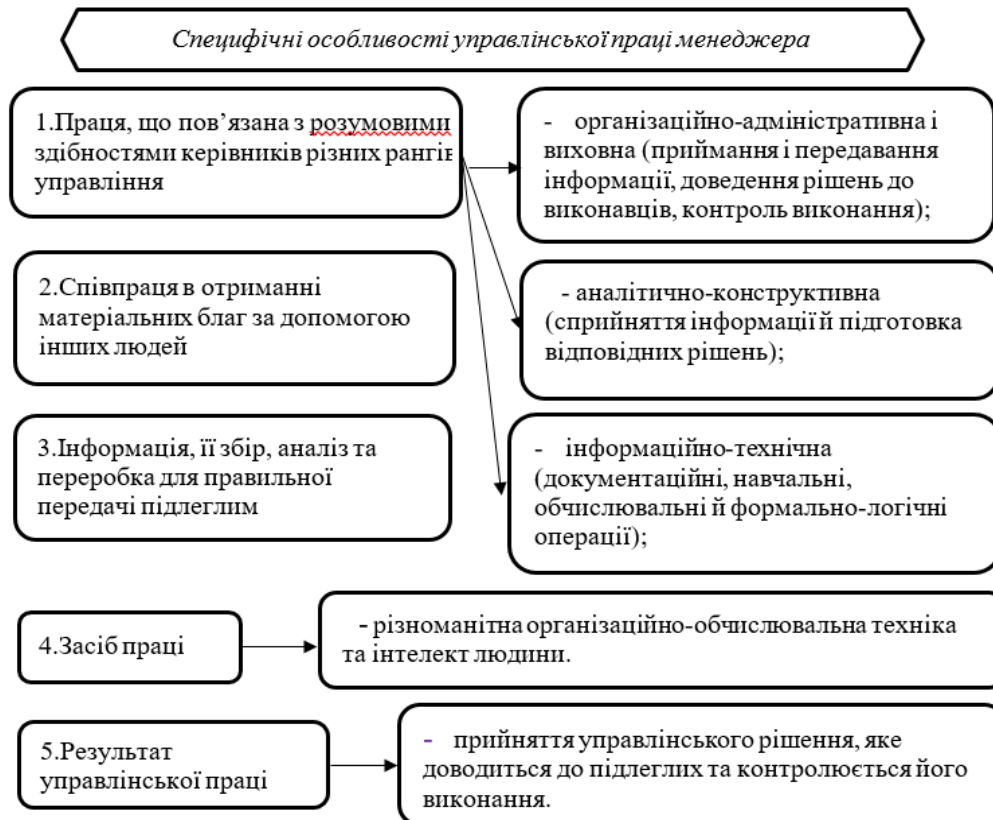 Специфічні особливості управлінської праці менеджера
1.Праця, що пов’язана з розумовими
здібностями керівників різних рангів
управління
- організаційно-адміністративна і
виховна (приймання і передавання
інформації, доведення рішень до
виконавців, контроль виконання);
2.Співпраця в отриманні
матеріальних благ за допомогою
інших людей
- аналітично-конструктивна
(сприйняття інформації й підготовка
відповідних рішень);
3.Інформація, її збір, аналіз та
переробка для правильної
передачі підлеглим
- інформаційно-технічна
(документаційні, навчальні,
обчислювальні й формально-логічні
операції);
4.Засіб праці
- різноманітна організаційно-обчислювальна техніка
та інтелект людини.
5.Результат
управлінської праці
- прийняття управлінського рішення, яке
доводиться до підлеглих та контролюється його
виконання.